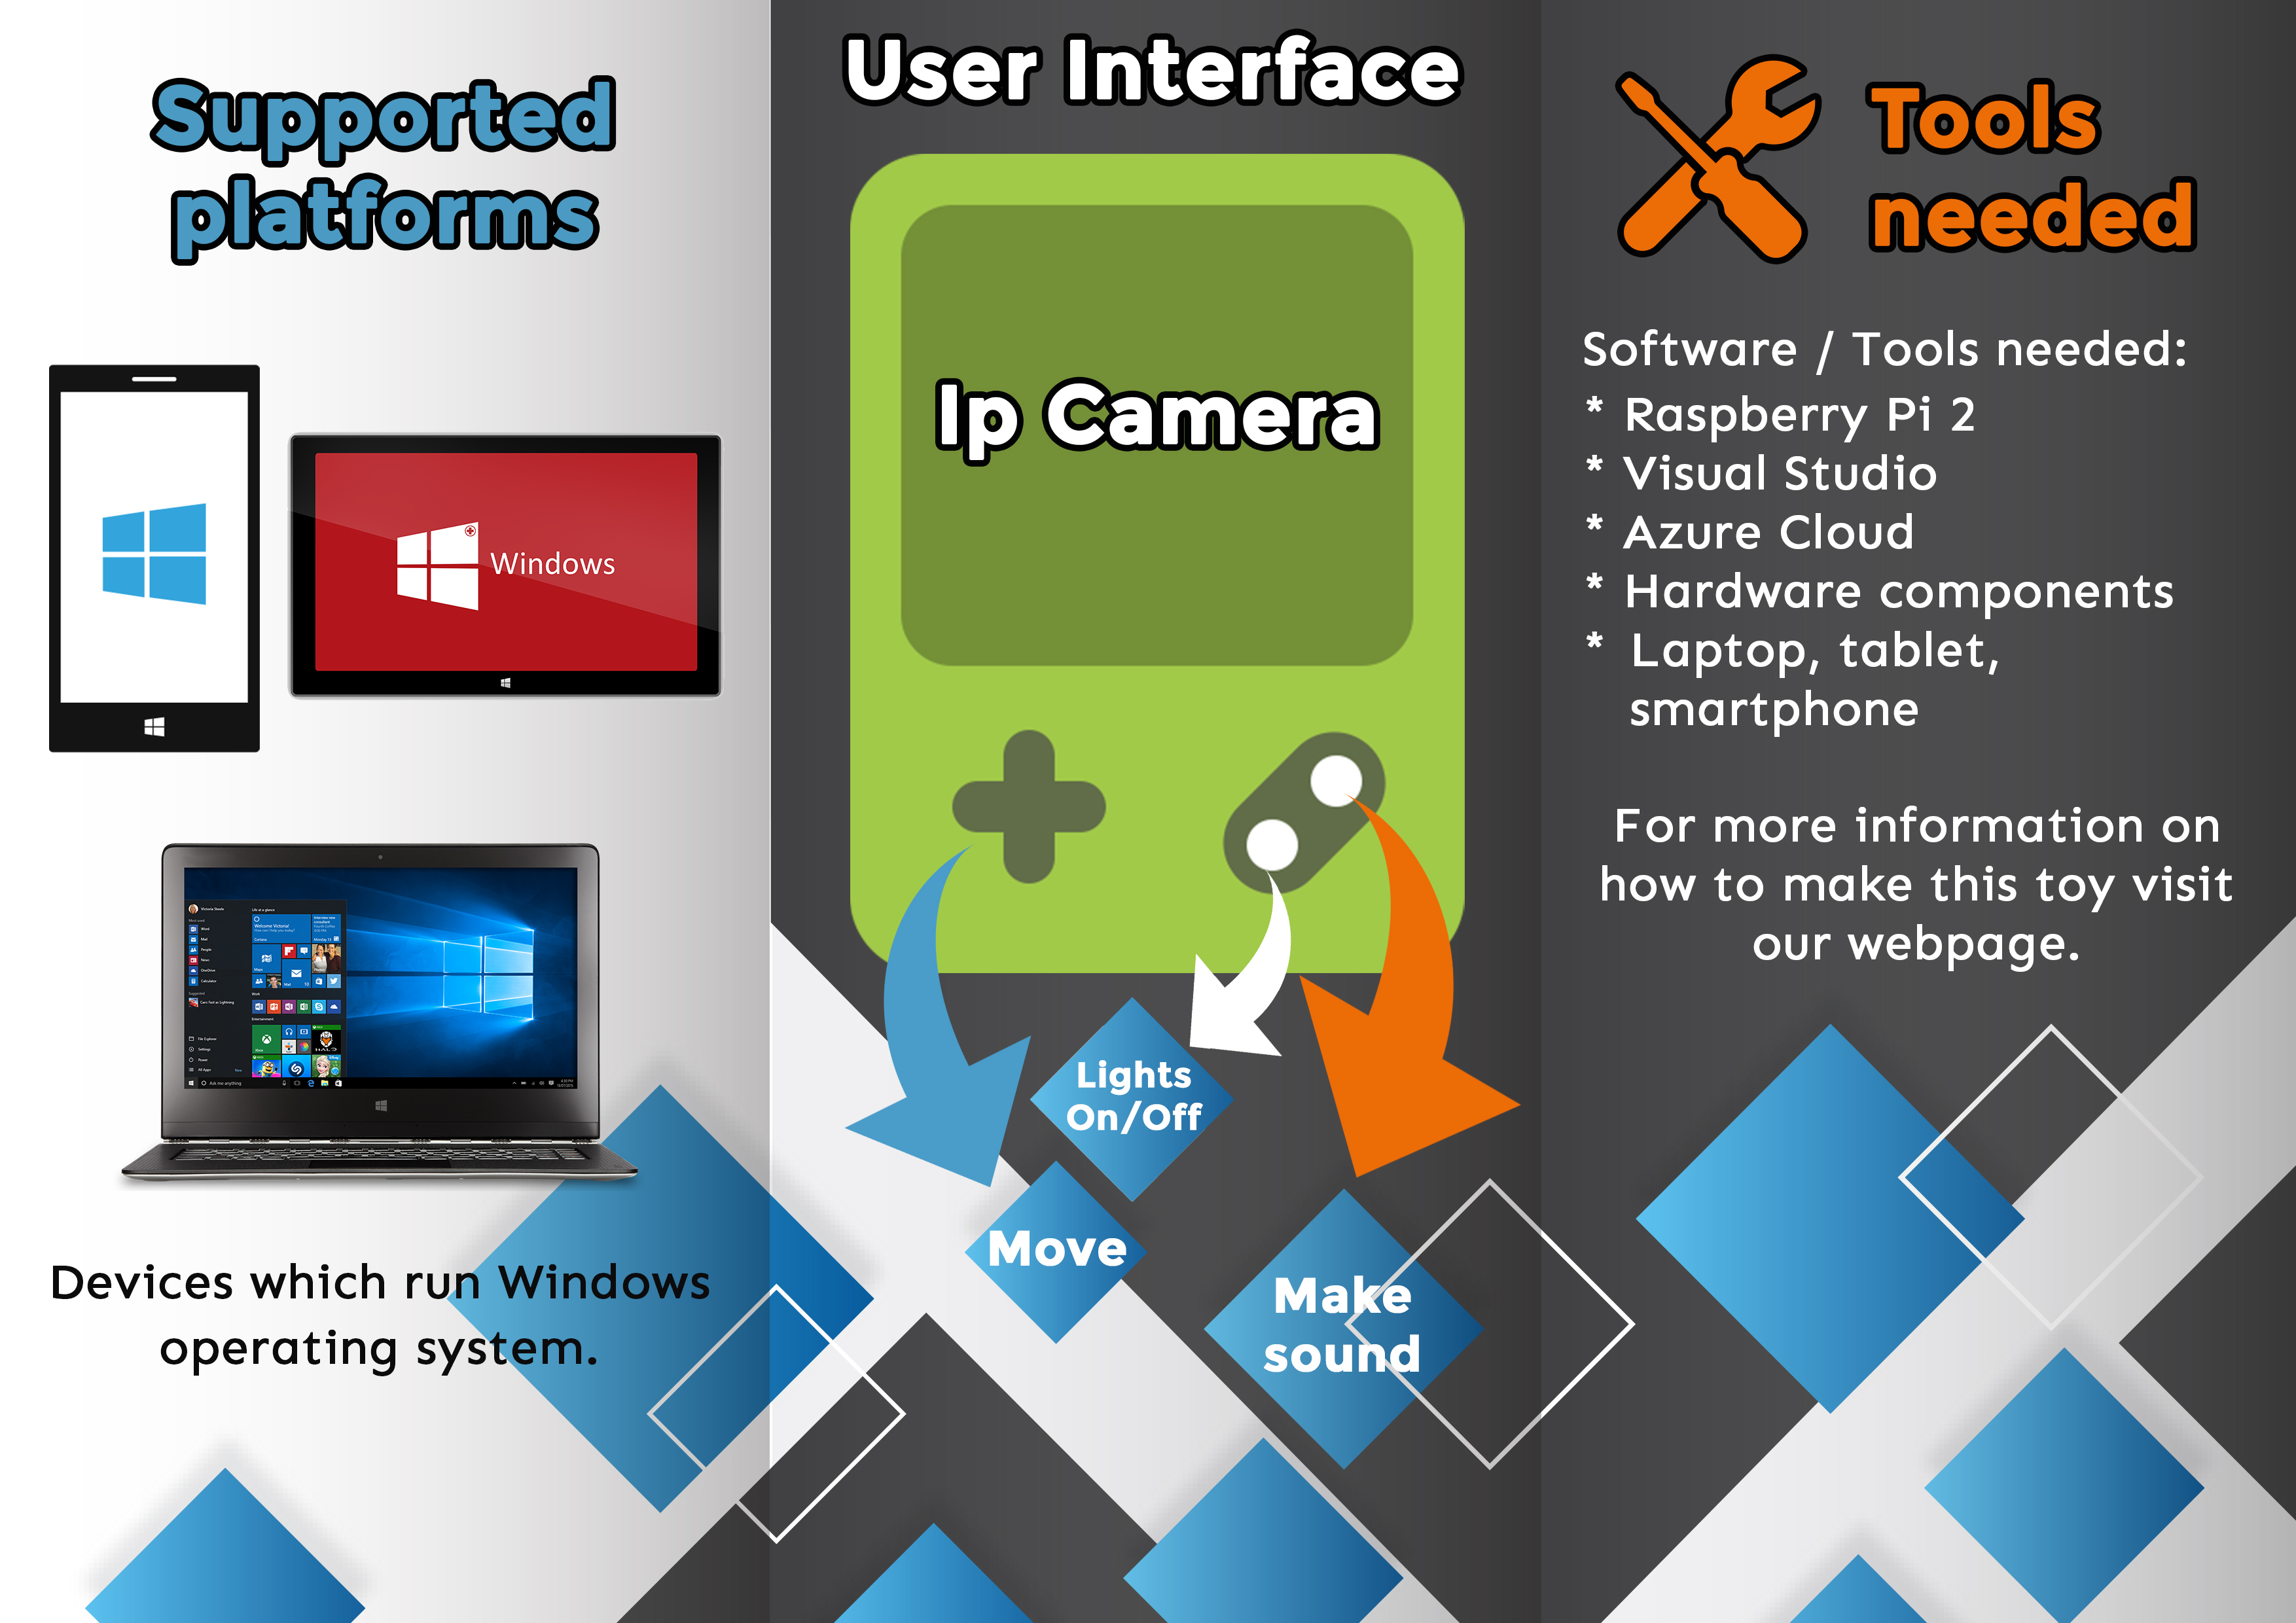 Supported
platforms
Windows
Devices which run Windows
operating system.
User Interface
Ip Camera
Lights
On/Off
Move
Make
sound
Tools
needed
Software / Tools needed:
* Raspberry Pi 2
* Visual Studio
* Azure Cloud
* Hardware components
* Laptop, tablet,
smartphone
For more information on
how to make this toy visit
our webpage.